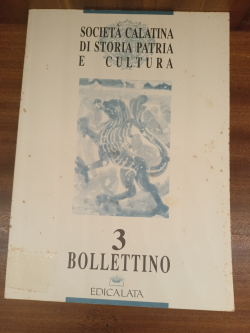 SOCIETÀ CALATINA
DI STORIA PATRIA
E CULTURA
3
BOLLETTINO
EDICALATA